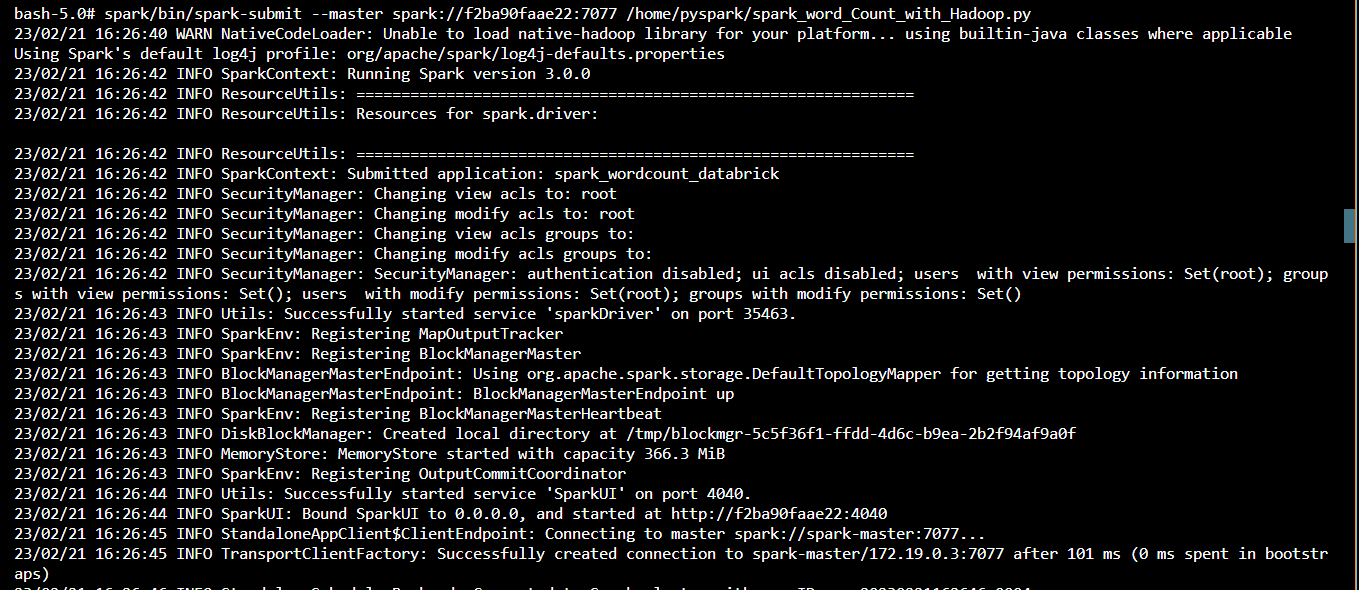 bash-5.0# spark/bin/spark-submit --master spark://f2ba90faae22:7077 /home/pyspark/spark_word_Count_with_Hadoop.py
23/02/21 16:26:40 WARN NativeCodeLoader: Unable to load native-hadoop library for your platform... using builtin-java classes where applicable
Using Spark's default log4j profile: org/apache/spark/log4j-defaults.properties
23/02/21 16:26:42 INFO SparkContext: Running Spark version 3.0.0
23/02/21 16:26:42 INFO ResourceUtils: ==============================================================
23/02/21 16:26:42 INFO ResourceUtils: Resources for spark.driver:

23/02/21 16:26:42 INFO ResourceUtils: ==============================================================
23/02/21 16:26:42 INFO SparkContext: Submitted application: spark_wordcount_databrick
23/02/21 16:26:42 INFO SecurityManager: Changing view acls to: root
23/02/21 16:26:42 INFO SecurityManager: Changing modify acls to: root
23/02/21 16:26:42 INFO SecurityManager: Changing view acls groups to:
23/02/21 16:26:42 INFO SecurityManager: Changing modify acls groups to:
23/02/21 16:26:42 INFO SecurityManager: SecurityManager: authentication disabled; ui acls disabled; users  with view permissions: Set(root); group
s with view permissions: Set(); users  with modify permissions: Set(root); groups with modify permissions: Set()
23/02/21 16:26:43 INFO Utils: Successfully started service 'sparkDriver' on port 35463.
23/02/21 16:26:43 INFO SparkEnv: Registering MapOutputTracker
23/02/21 16:26:43 INFO SparkEnv: Registering BlockManagerMaster
23/02/21 16:26:43 INFO BlockManagerMasterEndpoint: Using org.apache.spark.storage.DefaultTopologyMapper for getting topology information
23/02/21 16:26:43 INFO BlockManagerMasterEndpoint: BlockManagerMasterEndpoint up
23/02/21 16:26:43 INFO SparkEnv: Registering BlockManagerMasterHeartbeat
23/02/21 16:26:43 INFO DiskBlockManager: Created local directory at /tmp/blockmgr-5c5f36f1-ffdd-4d6c-b9ea-2b2f94af9a0f
23/02/21 16:26:43 INFO MemoryStore: MemoryStore started with capacity 366.3 MiB
23/02/21 16:26:43 INFO SparkEnv: Registering OutputCommitCoordinator
23/02/21 16:26:44 INFO Utils: Successfully started service 'SparkUI' on port 4040.
23/02/21 16:26:44 INFO SparkUI: Bound SparkUI to 0.0.0.0, and started at http://f2ba90faae22:4040
23/02/21 16:26:45 INFO StandaloneAppClient$ClientEndpoint: Connecting to master spark://spark-master:7077...
23/02/21 16:26:45 INFO TransportClientFactory: Successfully created connection to spark-master/172.19.0.3:7077 after 101 ms (0 ms spent in bootstr
aps)